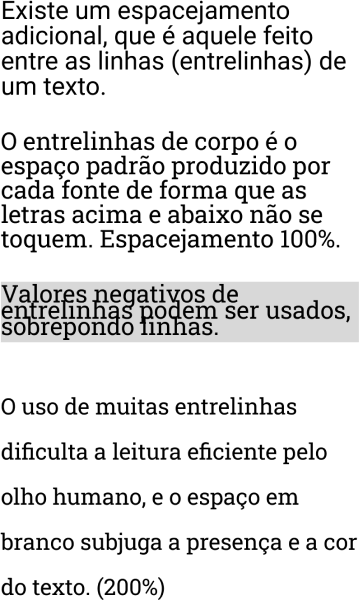 Existe um espacejamento
adicional, que é aquele feito
entre as linhas (entrelinhas) de
um texto.
O entrelinhas de corpo é o
espaço padrão produzido por
cada fonte de forma que as
letras acima e abaixo não se
toquem. Espacejamento 100%.
Valores negativos de
entrelinhas podem ser usados,
sobrepondo linhas.
O uso de muitas entrelinhas
dificulta a leitura eficiente pelo
olho humano, e o espaço em
branco subjuga a presença e a cor
do texto. (200%)